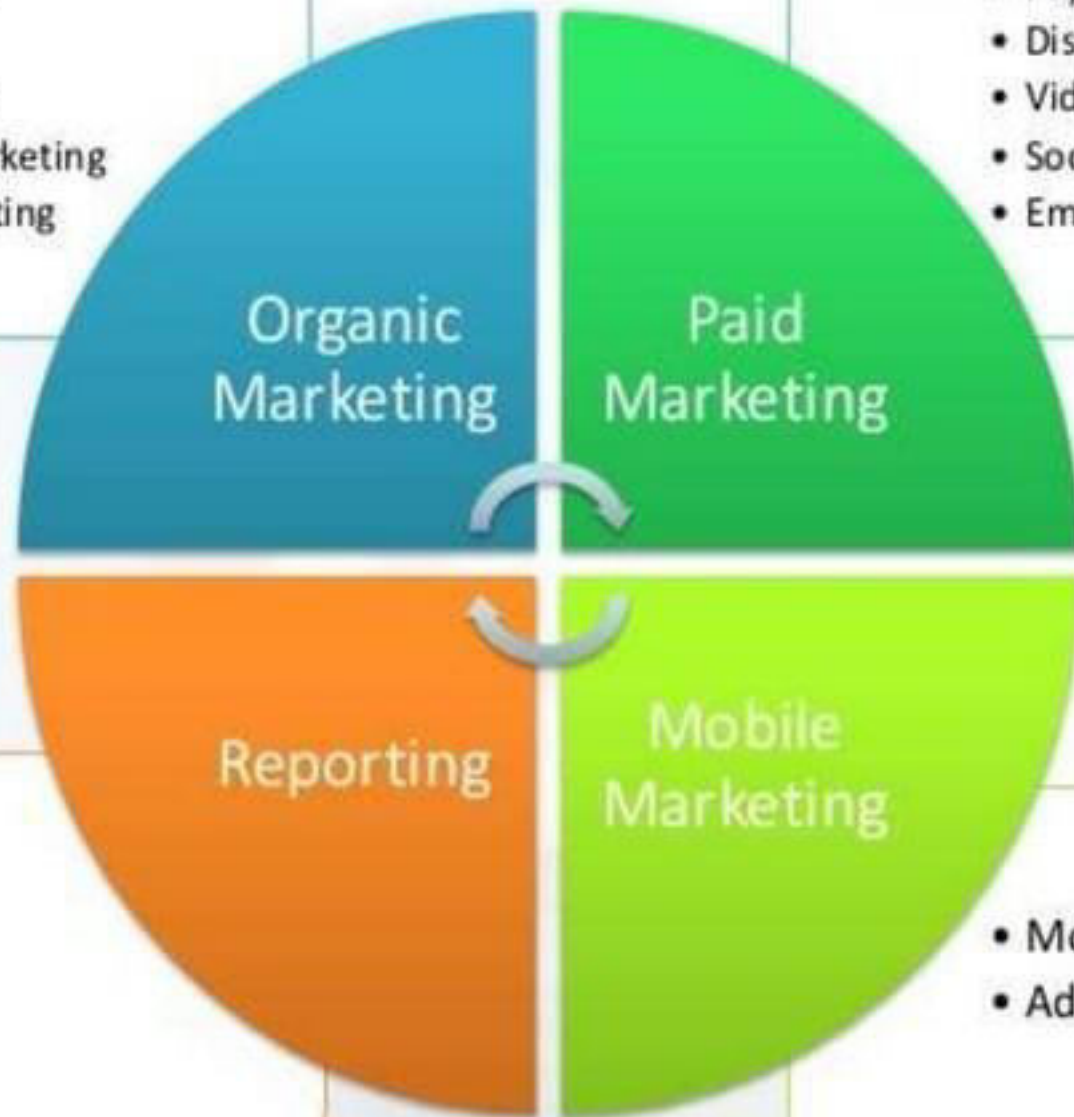 • Dis
• Vid
keting
• Soc
ting
• Em
Organic
Marketing
Paid
Marketing
Reporting
Mobile
Marketing
• Mo
• Ad